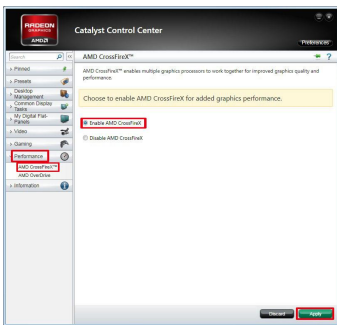 RADEON
GRAPHICS
AMD
Catalyst Control Center
Preferences
Search
AMD CrossFireX™
Pinned
Presets
Desktop
Management
Common Display
Tasks
My Digital Flat-
Panels
Video
Gaming
Performance
AMD CrossFireX™
AMD OverDrive
Information
AMD CrossFireX™ enables multiple graphics processors to work together for improved graphics quality and
performance.
Choose to enable AMD CrossFireX for added graphics performance.
Enable AMD CrossFireX
Disable AMD CrossFireX
Discard
Apply